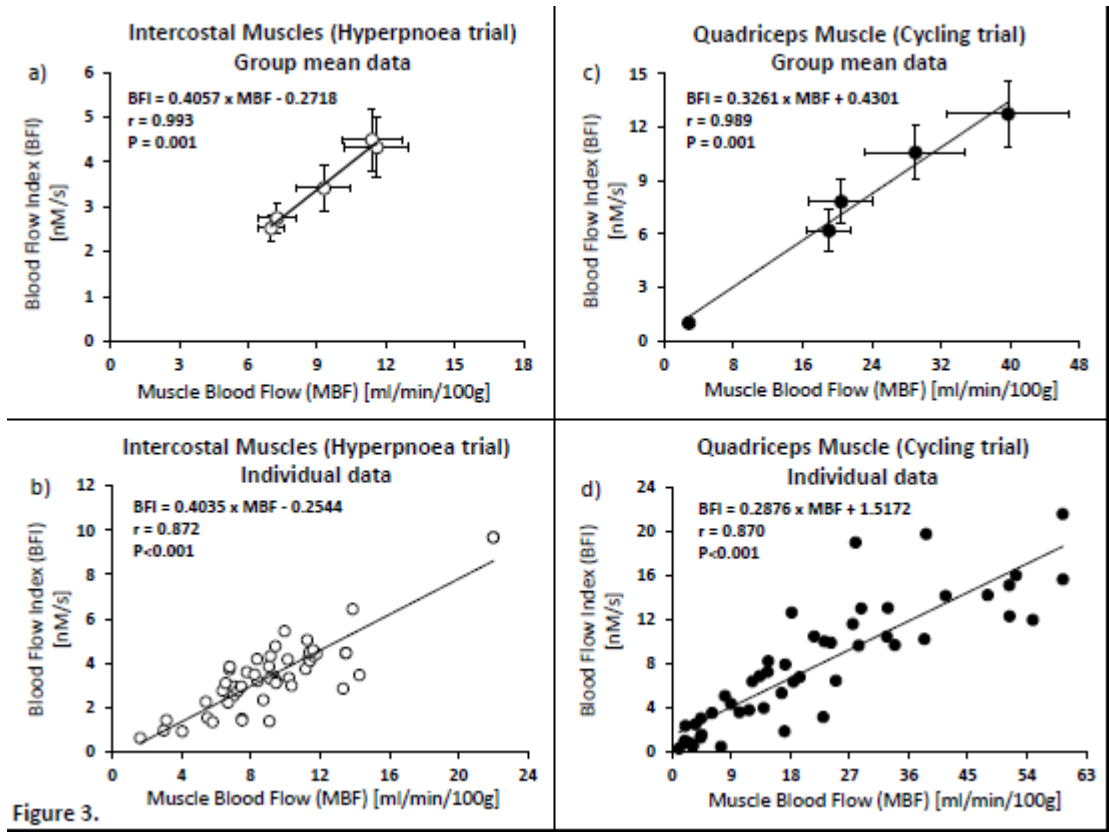 Intercostal Muscles (Hyperpnoea trial)
Group mean data
a)
BFI = 0.4057 x MBF - 0.2718
r = 0.993
P = 0.001
Blood Flow Index (BFI)
[nM/s]
6
5
4
3
2
1
0
0 3 6 9 12 15 18
Muscle Blood Flow (MBF) [ml/min/100g]
Quadriceps Muscle (Cycling trial)
Group mean data
c)
BFI = 0.3261 x MBF + 0.4301
r = 0.989
P = 0.001
Blood Flow Index (BFI)
[nM/s]
15
12
9
6
3
0
0 8 16 24 32 40 48
Muscle Blood Flow (MBF) [ml/min/100g]
Intercostal Muscles (Hyperpnoea trial)
Individual data
b)
BFI = 0.4035 x MBF - 0.2544
r = 0.872
P<0.001
Blood Flow Index (BFI)
[nM/s]
12
10
8
6
4
2
0
0 4 8 12 16 20 24
Muscle Blood Flow (MBF) [ml/min/100g]
Quadriceps Muscle (Cycling trial)
Individual data
d)
BFI = 0.2876 x MBF + 1.5172
r = 0.870
P<0.001
Blood Flow Index (BFI)
[nM/s]
24
20
16
12
8
4
0
0 9 18 27 36 45 54 63
Muscle Blood Flow (MBF) [ml/min/100g]
Figure 3.